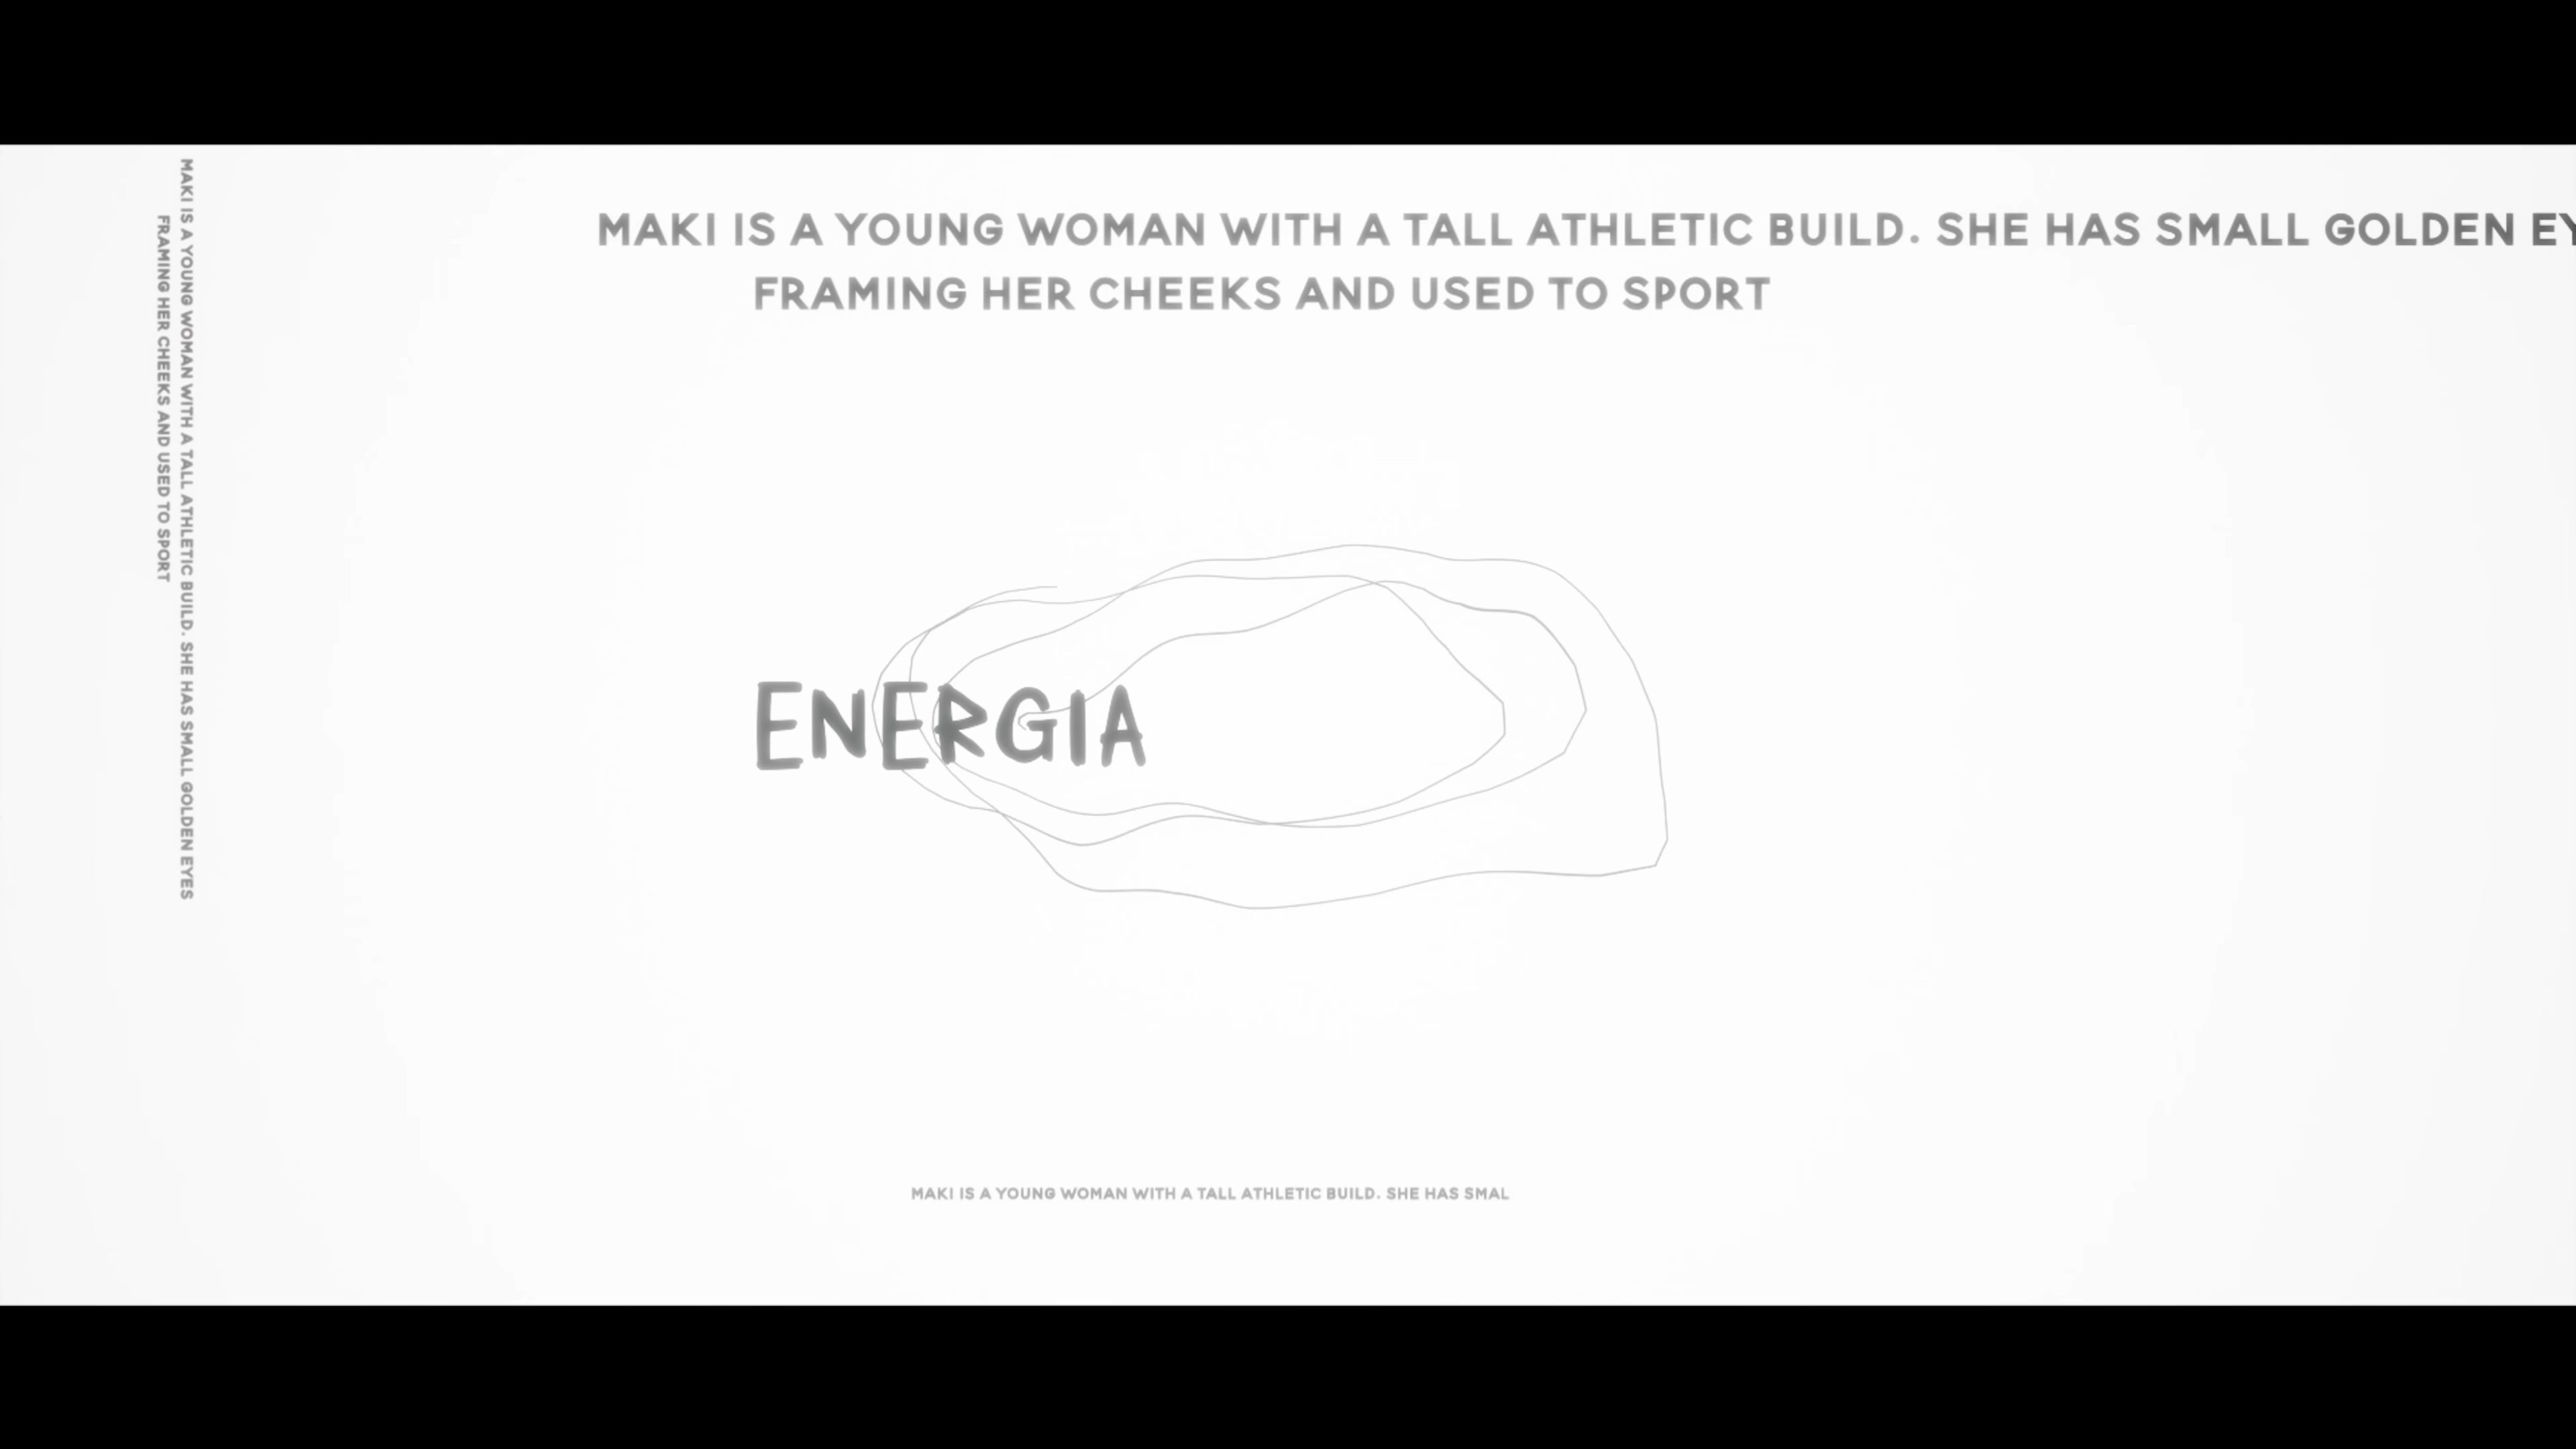 MAKI IS A YOUNG WOMAN WITH A TALL ATHLETIC BUILD. SHE HAS SMALL GOLDEN EY
FRAMING HER CHEEKS AND USED TO SPORT
MAKI IS A YOUNG WOMAN WITH A TALL ATHLETIC BUILD. SHE HAS SMALL GOLDEN EYES
FRAMING HER CHEEKS AND USED TO SPORT
ENERGIA
MAKI IS A YOUNG WOMAN WITH A TALL ATHLETIC BUILD. SHE HAS SMAL